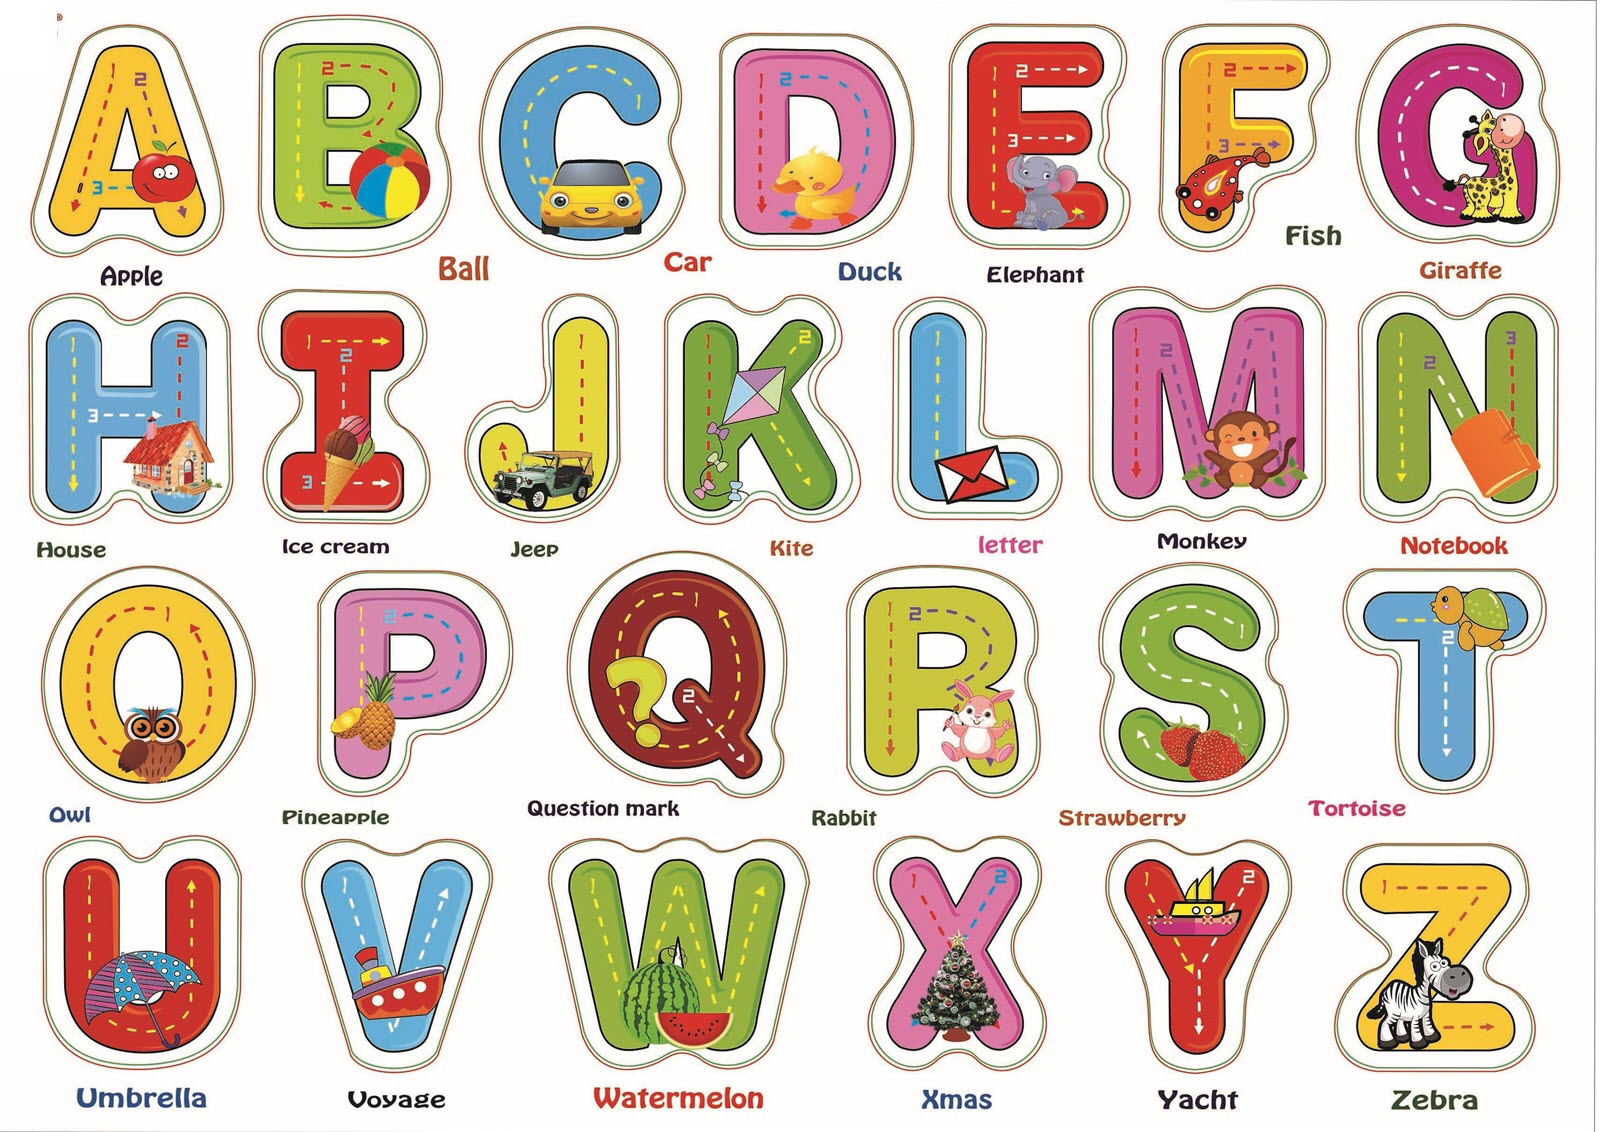 A B C D E F G
Apple Ball Car Duck Elephant Fish Giraffe
H I J K L M N
House Ice cream Jeep Kite letter Monkey Notebook
O P Q R S T
Owl Pineapple Question mark Rabbit Strawberry Tortoise
U V W X Y Z
Umbrella Voyage Watermelon Xmas Yacht Zebra